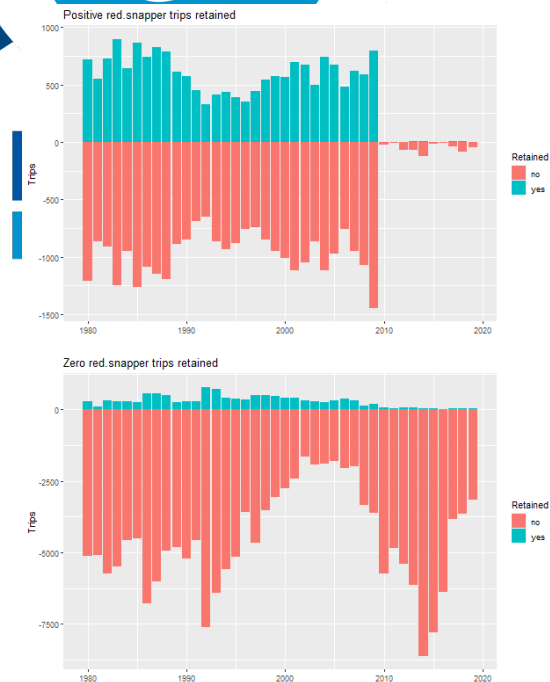 Positive red.snapper trips retained
1000
500
0
-500
-1000
-1500
Trips
1980
1990
2000
2010
2020
Retained
no
yes
Zero red.snapper trips retained
0
-2500
-5000
-7500
Trips
1980
1990
2000
2010
2020
Retained
no
yes